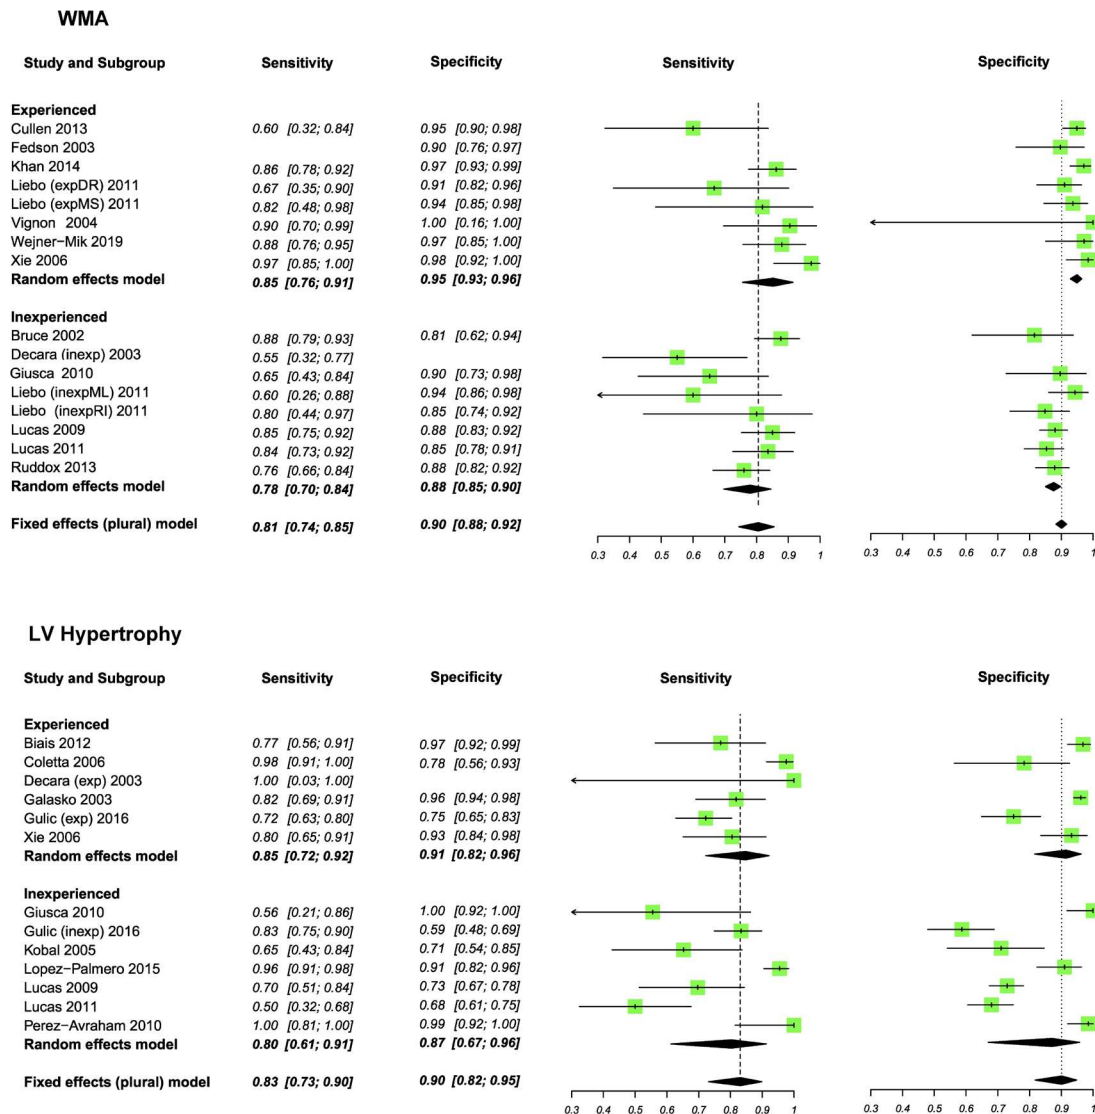 WMA
Study and Subgroup Sensitivity Specificity Sensitivity Specificity
Experienced
Cullen 2013 0.60 [0.32; 0.84] 0.95 [0.90; 0.98]
Fedson 2003 0.90 [0.76; 0.97]
Khan 2014 0.86 [0.78; 0.92] 0.97 [0.93; 0.99]
Liebo (expDR) 2011 0.67 [0.35; 0.90] 0.91 [0.82; 0.96]
Liebo (expMS) 2011 0.82 [0.48; 0.98] 0.94 [0.85; 0.98]
Vignon 2004 0.90 [0.70; 0.99] 1.00 [0.16; 1.00]
Wejner-Mik 2019 0.88 [0.76; 0.95] 0.97 [0.85; 1.00]
Xie 2006 0.97 [0.85; 1.00] 0.98 [0.92; 1.00]
Random effects model 0.85 [0.76; 0.91] 0.95 [0.93; 0.96]
Inexperienced
Bruce 2002 0.88 [0.79; 0.93] 0.81 [0.62; 0.94]
Decara (inexp) 2003 0.55 [0.32; 0.77]
Giusca 2010 0.65 [0.43; 0.84] 0.90 [0.73; 0.98]
Liebo (inexpML) 2011 0.60 [0.26; 0.88] 0.94 [0.86; 0.98]
Liebo (inexpRI) 2011 0.80 [0.44; 0.97] 0.85 [0.74; 0.92]
Lucas 2009 0.85 [0.75; 0.92] 0.88 [0.83; 0.92]
Lucas 2011 0.84 [0.73; 0.92] 0.85 [0.78; 0.91]
Ruddox 2013 0.76 [0.66; 0.84] 0.88 [0.82; 0.92]
Random effects model 0.78 [0.70; 0.84] 0.88 [0.85; 0.90]
Fixed effects (plural) model 0.81 [0.74; 0.85] 0.90 [0.88; 0.92]
0.3 0.4 0.5 0.6 0.7 0.8 0.9 1 0.3 0.4 0.5 0.6 0.7 0.8 0.9 1
LV Hypertrophy
Study and Subgroup Sensitivity Specificity Sensitivity Specificity
Experienced
Biais 2012 0.77 [0.56; 0.91] 0.97 [0.92; 0.99]
Coletta 2006 0.98 [0.91; 1.00] 0.78 [0.56; 0.93]
Decara (exp) 2003 1.00 [0.03; 1.00]
Galasko 2003 0.82 [0.69; 0.91] 0.96 [0.94; 0.98]
Gulic (exp) 2016 0.72 [0.63; 0.80] 0.75 [0.65; 0.83]
Xie 2006 0.80 [0.65; 0.91] 0.93 [0.84; 0.98]
Random effects model 0.85 [0.72; 0.92] 0.91 [0.82; 0.96]
Inexperienced
Giusca 2010 0.56 [0.21; 0.86] 1.00 [0.92; 1.00]
Gulic (inexp) 2016 0.83 [0.75; 0.90] 0.59 [0.48; 0.69]
Kobal 2005 0.65 [0.43; 0.84] 0.71 [0.54; 0.85]
Lopez-Palmero 2015 0.96 [0.91; 0.98] 0.91 [0.82; 0.96]
Lucas 2009 0.70 [0.51; 0.84] 0.73 [0.67; 0.78]
Lucas 2011 0.50 [0.32; 0.68] 0.68 [0.61; 0.75]
Perez-Avraham 2010 1.00 [0.81; 1.00] 0.99 [0.92; 1.00]
Random effects model 0.80 [0.61; 0.91] 0.87 [0.67; 0.96]
Fixed effects (plural) model 0.83 [0.73; 0.90] 0.90 [0.82; 0.95]
0.3 0.4 0.5 0.6 0.7 0.8 0.9 1 0.3 0.4 0.5 0.6 0.7 0.8 0.9 1